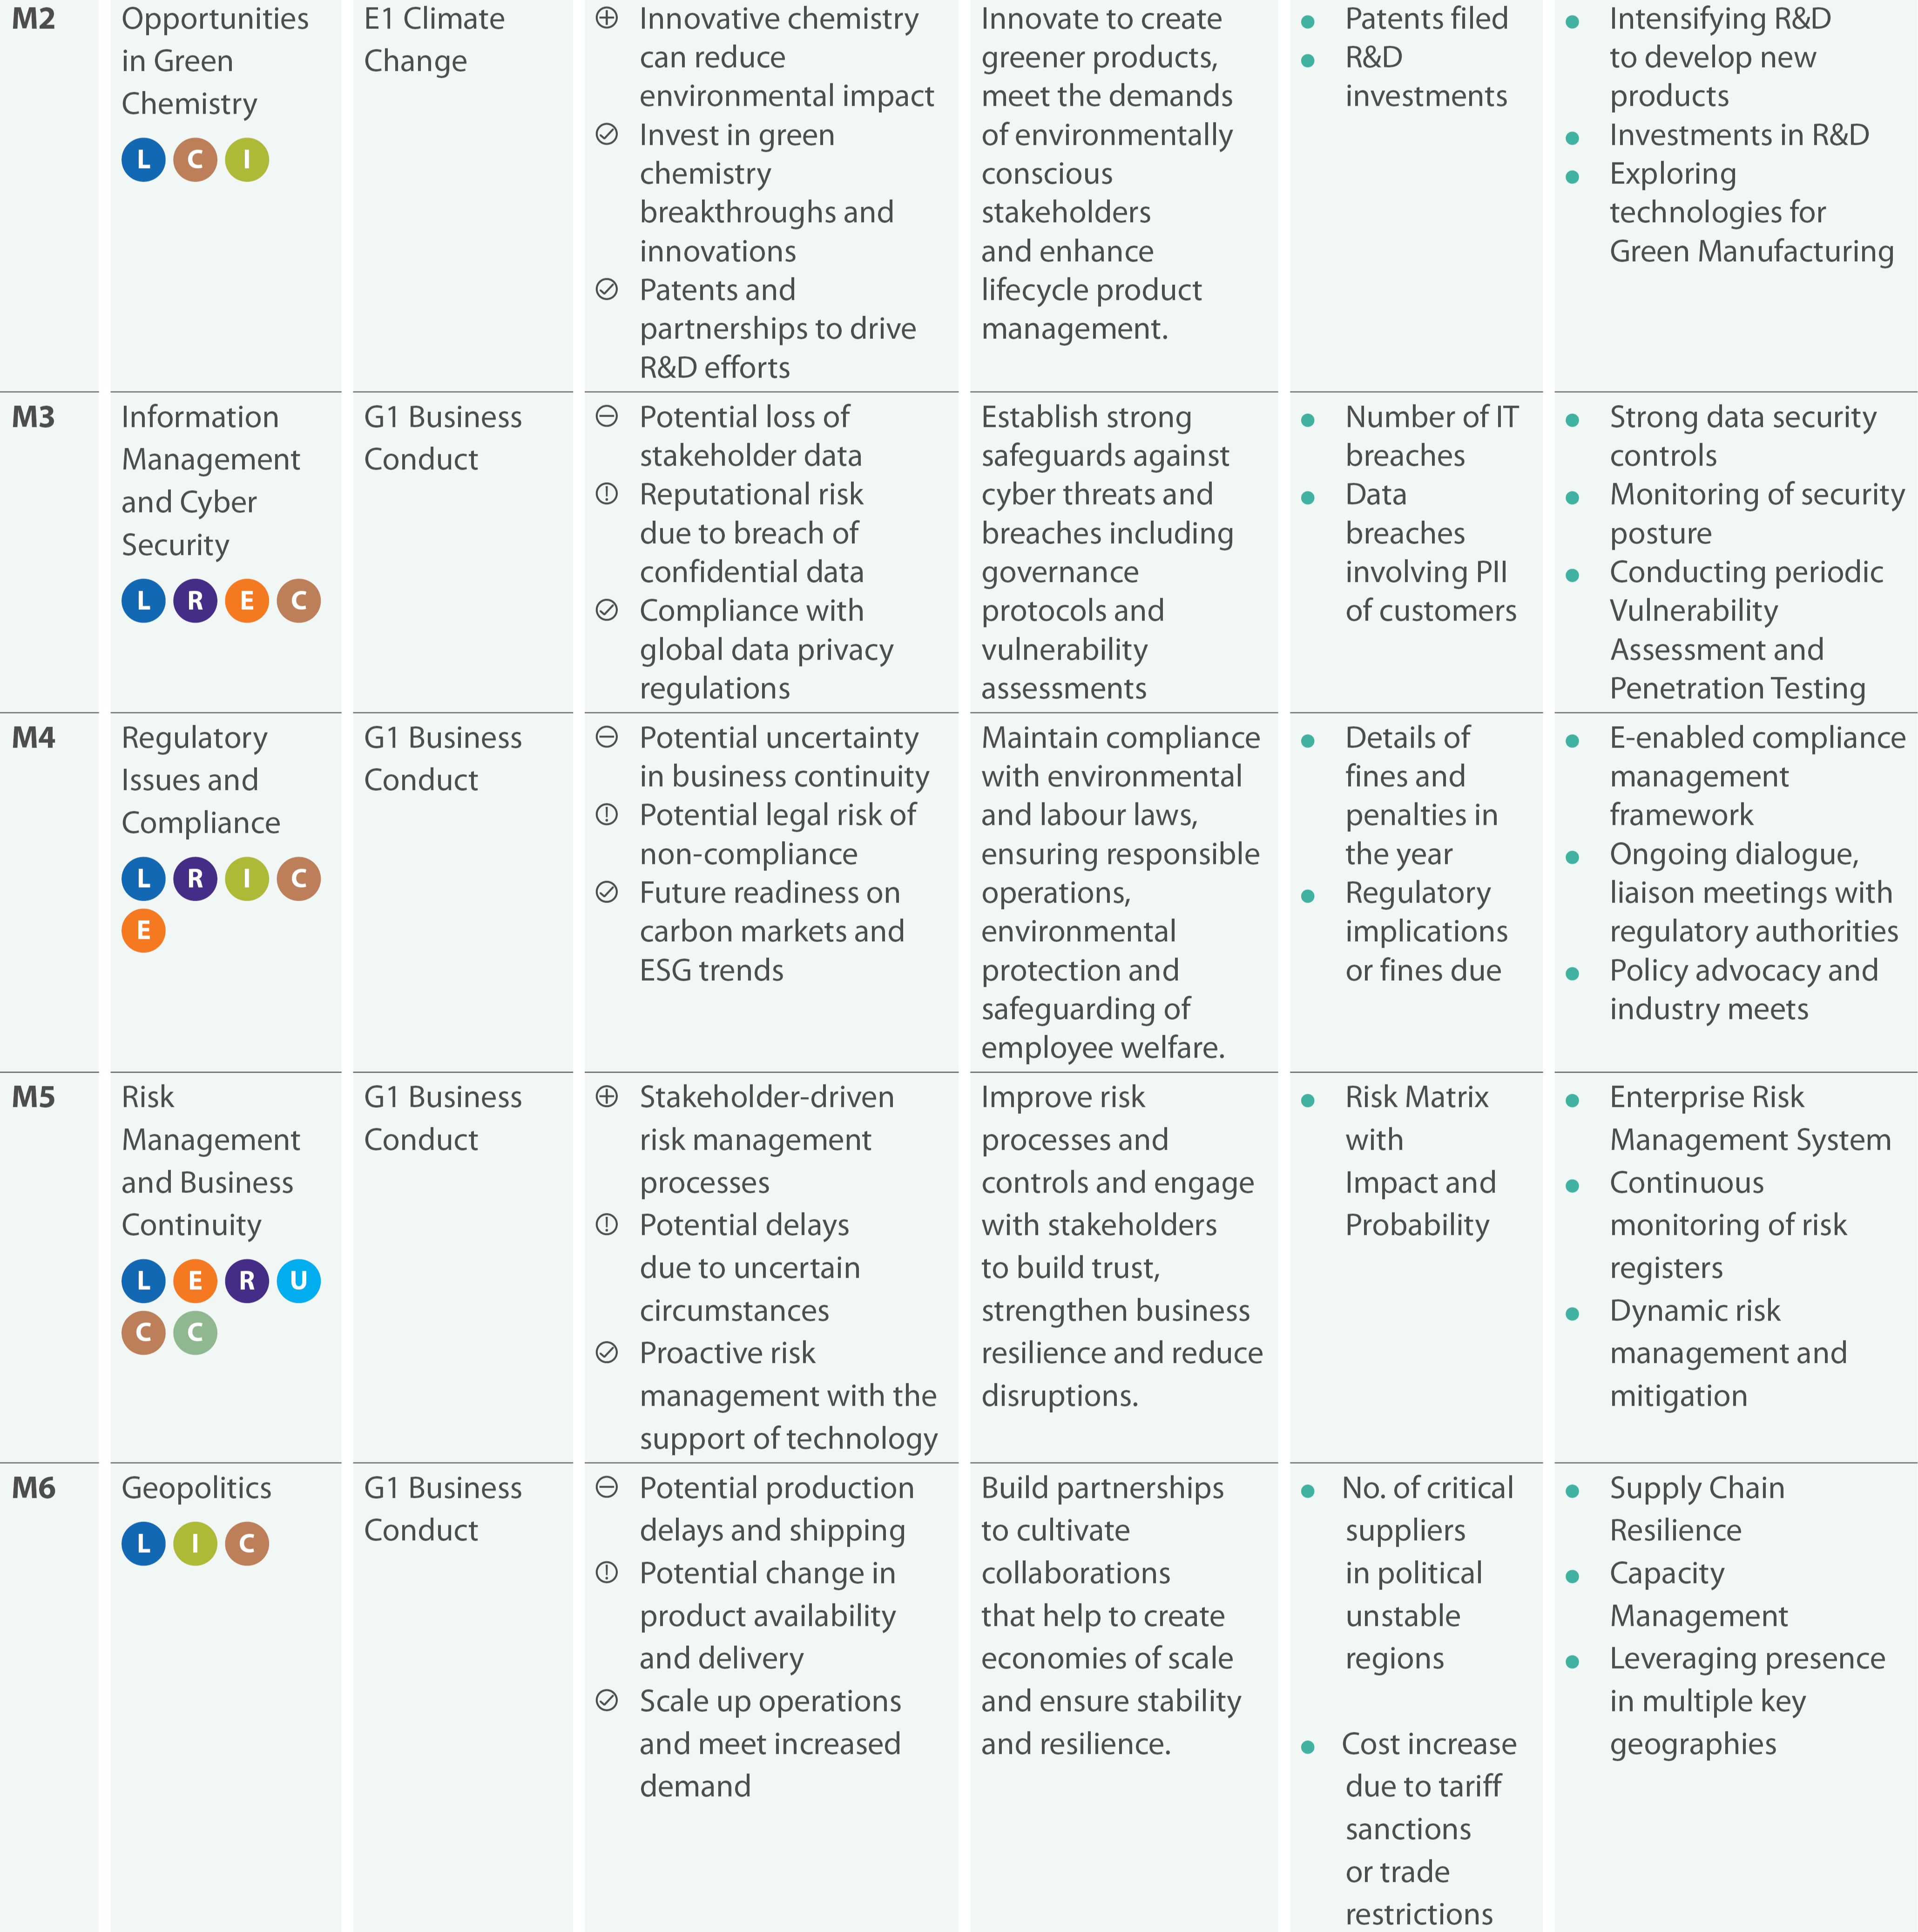 M2
Opportunities
in Green
Chemistry
L C I
E1 Climate
Change
Innovative chemistry
can reduce
environmental impact
Invest in green
chemistry
breakthroughs and
innovations
Patents and
partnerships to drive
R&D efforts
Innovate to create
greener products,
meet the demands
of environmentally
conscious
stakeholders
and enhance
lifecycle product
management.
Patents filed
R&D
investments
Intensifying R&D
to develop new
products
Investments in R&D
Exploring
technologies for
Green Manufacturing
M3
Information
Management
and Cyber
Security
L R E C
G1 Business
Conduct
Potential loss of
stakeholder data
Reputational risk
due to breach of
confidential data
Compliance with
global data privacy
regulations
Establish strong
safeguards against
cyber threats and
breaches including
governance
protocols and
vulnerability
assessments
Number of IT
breaches
Data
breaches
involving PII
of customers
Strong data security
controls
Monitoring of security
posture
Conducting periodic
Vulnerability
Assessment and
Penetration Testing
M4
Regulatory
Issues and
Compliance
L R I C
E
G1 Business
Conduct
Potential uncertainty
in business continuity
Potential legal risk of
non-compliance
Future readiness on
carbon markets and
ESG trends
Maintain compliance
with environmental
and labour laws,
ensuring responsible
operations,
environmental
protection and
safeguarding of
employee welfare.
Details of
fines and
penalties in
the year
Regulatory
implications
or fines due
E-enabled compliance
management
framework
Ongoing dialogue,
liaison meetings with
regulatory authorities
Policy advocacy and
industry meets
M5
Risk
Management
and Business
Continuity
L E R U
C C
G1 Business
Conduct
Stakeholder-driven
risk management
processes
Potential delays
due to uncertain
circumstances
Proactive risk
management with the
support of technology
Improve risk
processes and
controls and engage
with stakeholders
to build trust,
strengthen business
resilience and reduce
disruptions.
Risk Matrix
with
Impact and
Probability
Enterprise Risk
Management System
Continuous
monitoring of risk
registers
Dynamic risk
management and
mitigation
M6
Geopolitics
L I C
G1 Business
Conduct
Potential production
delays and shipping
Potential change in
product availability
and delivery
Scale up operations
and meet increased
demand
Build partnerships
to cultivate
collaborations
that help to create
economies of scale
and ensure stability
and resilience.
No. of critical
suppliers
in political
unstable
regions
Cost increase
due to tariff
sanctions
or trade
restrictions
Supply Chain
Resilience
Capacity
Management
Leveraging presence
in multiple key
geographies